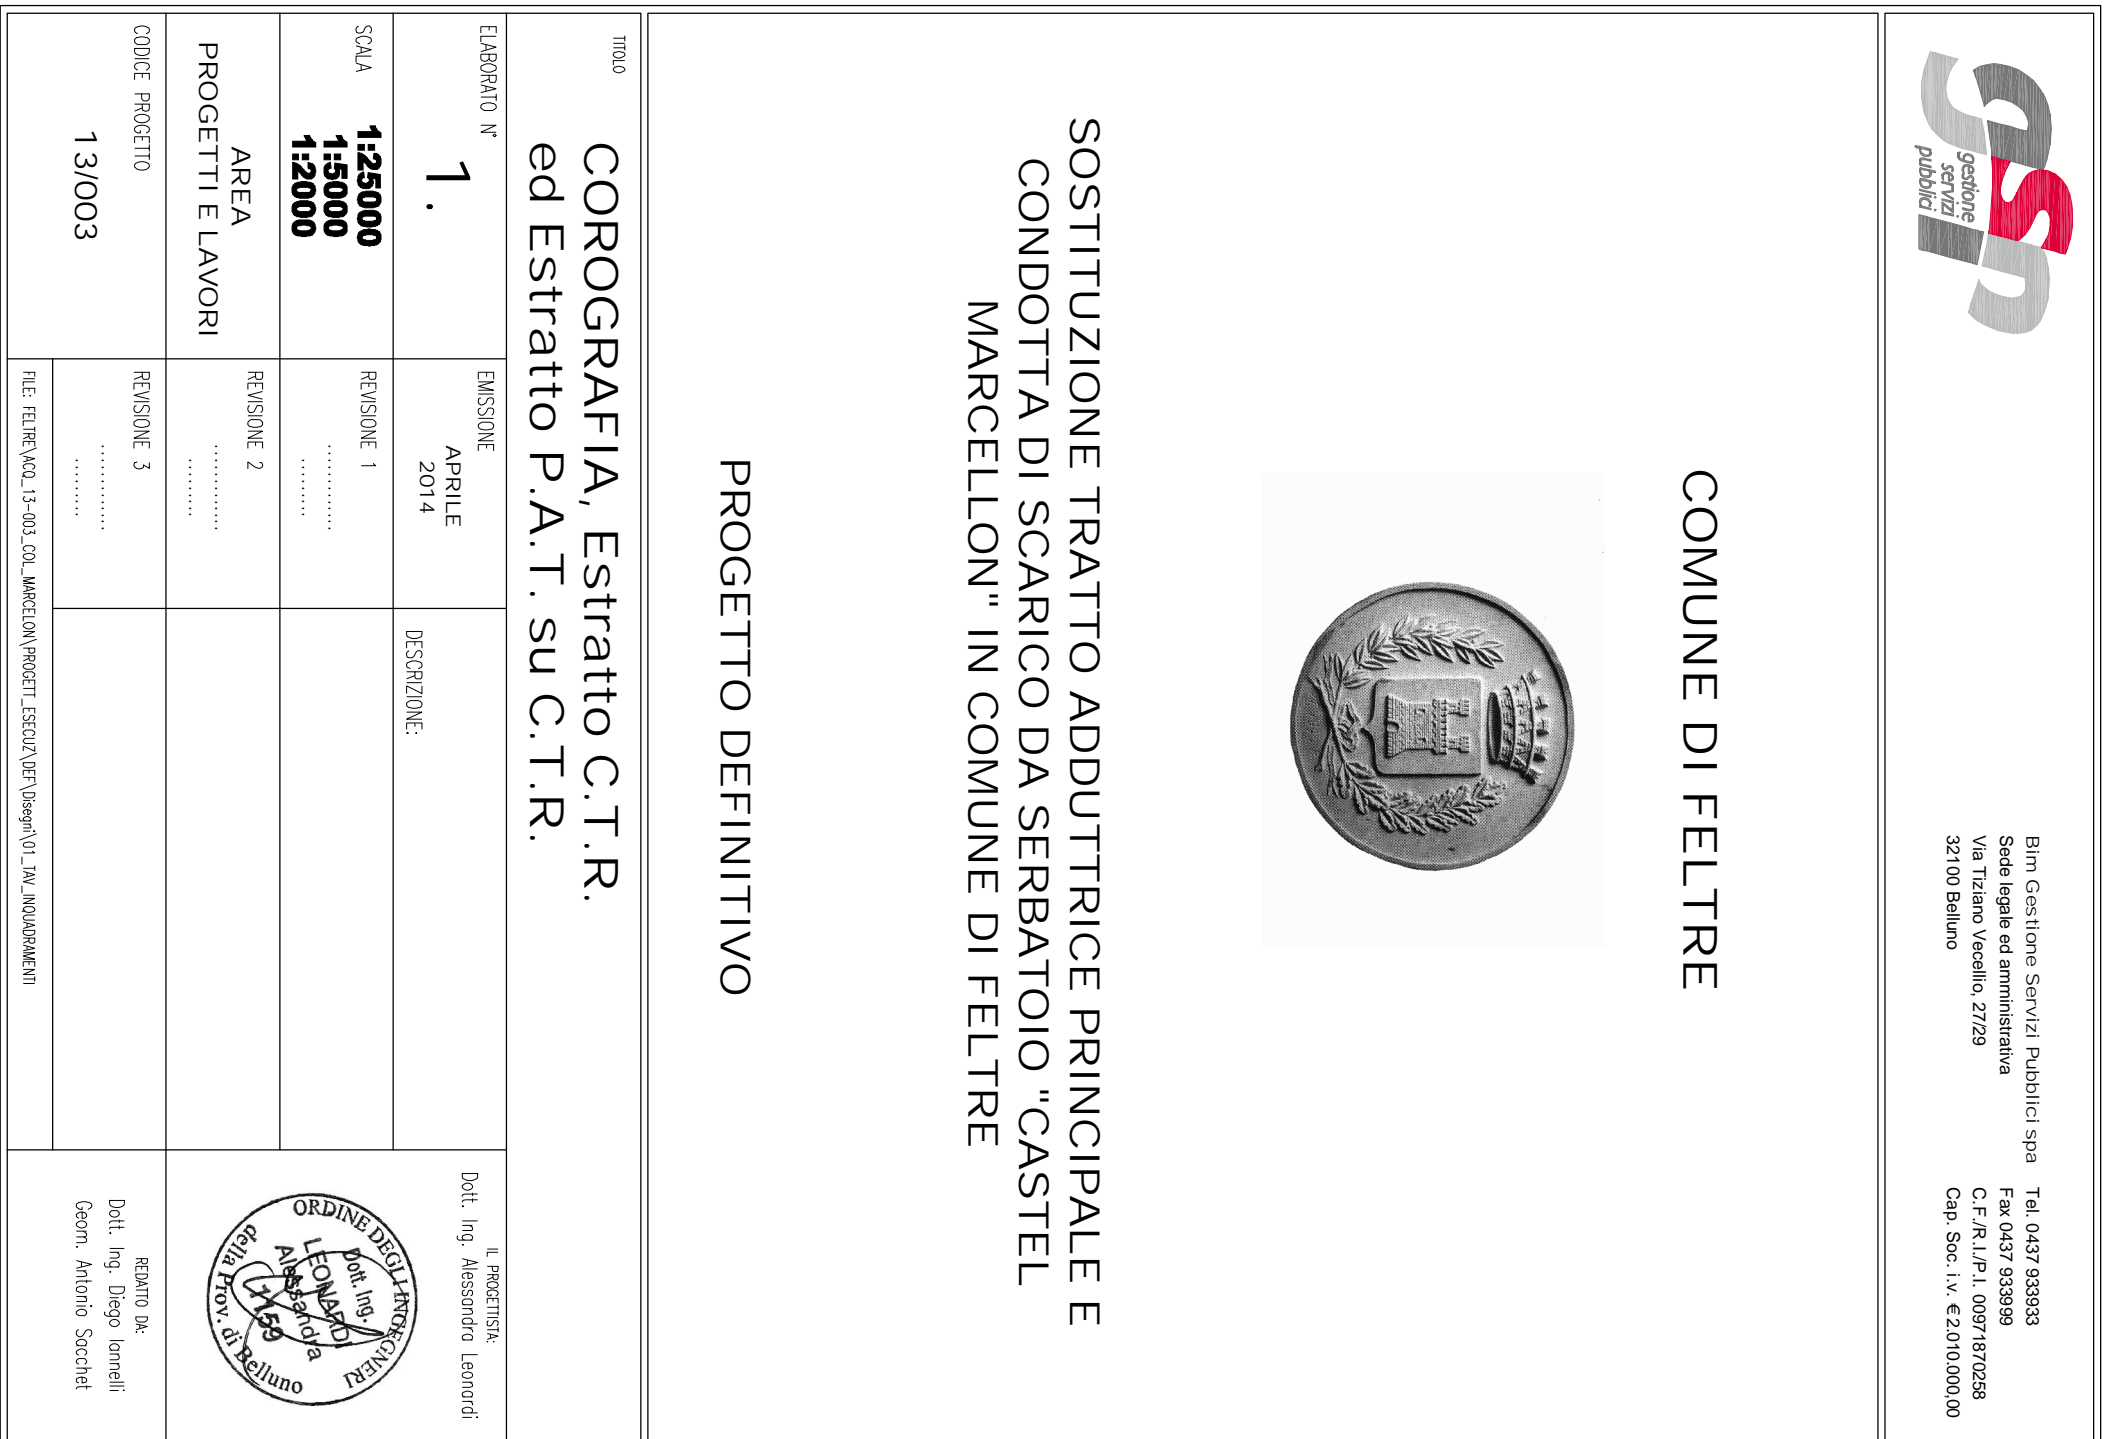 gsp
gestione
servizi
pubblici
Bim Gestione Servizi Pubblici spa
Sede legale ed amministrativa
Via Tiziano Vecellio, 27/29
32100 Belluno
Tel. 0437 933933
Fax 0437 933999
C.F./R.I./P.I. 00971870258
Cap. Soc. i.v. € 2.010.000,00
COMUNE DI FELTRE
SOSTITUZIONE TRATTO ADDUTTRICE PRINCIPALE E
CONDOTTA DI SCARICO DA SERBATOIO "CASTEL
MARCELLON" IN COMUNE DI FELTRE
PROGETTO DEFINITIVO
TITOLO
COROGRAFIA, Estratto C.T.R.
ed Estratto P.A.T. su C.T.R.
ELABORATO N°
1.
SCALA
1:25000
1:5000
1:2000
AREA
PROGETTI E LAVORI
CODICE PROGETTO
13/003
EMISSIONE
APRILE
2014
REVISIONE 1
............
.........
REVISIONE 2
............
.........
REVISIONE 3
............
.........
DESCRIZIONE:
FILE: FELTRE\ACQ_13-003_COL_MARCELON\PROGETT_ESECUZ\DEF\Disegni\01_TAV_INQUADRAMENTI
IL PROGETTISTA:
Dott. Ing. Alessandra Leonardi
ORDINE DEGLI INGEGNERI
della Prov. di Belluno
Dott. Ing.
LEONARDI
Alessandra
1159
REDATTO DA:
Dott. Ing. Diego Iannelli
Geom. Antonio Sacchet